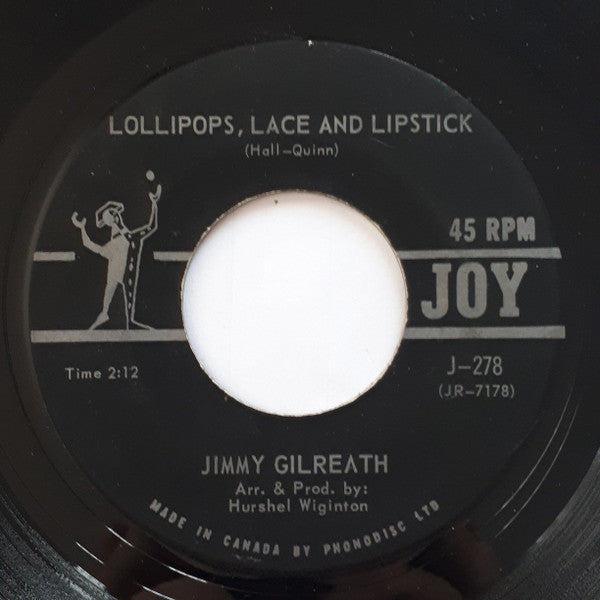 LOLLIPOPS, LACE AND LIPSTICK
(Hall-Quinn)
45 RPM
JOY
Time 2:12
J-278
(JR-7178)
JIMMY GILREATH
Arr. & Prod. by:
Hurshel Wiginton
MADE IN CANADA BY PHONODISC LTD